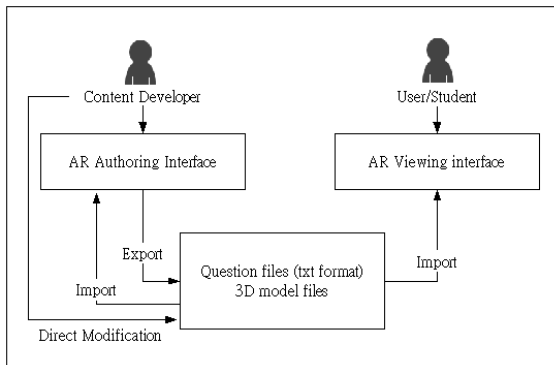 Content Developer
User/Student
AR Authoring Interface
AR Viewing interface
Export
Question files (txt format)
3D model files
Import
Import
Direct Modification